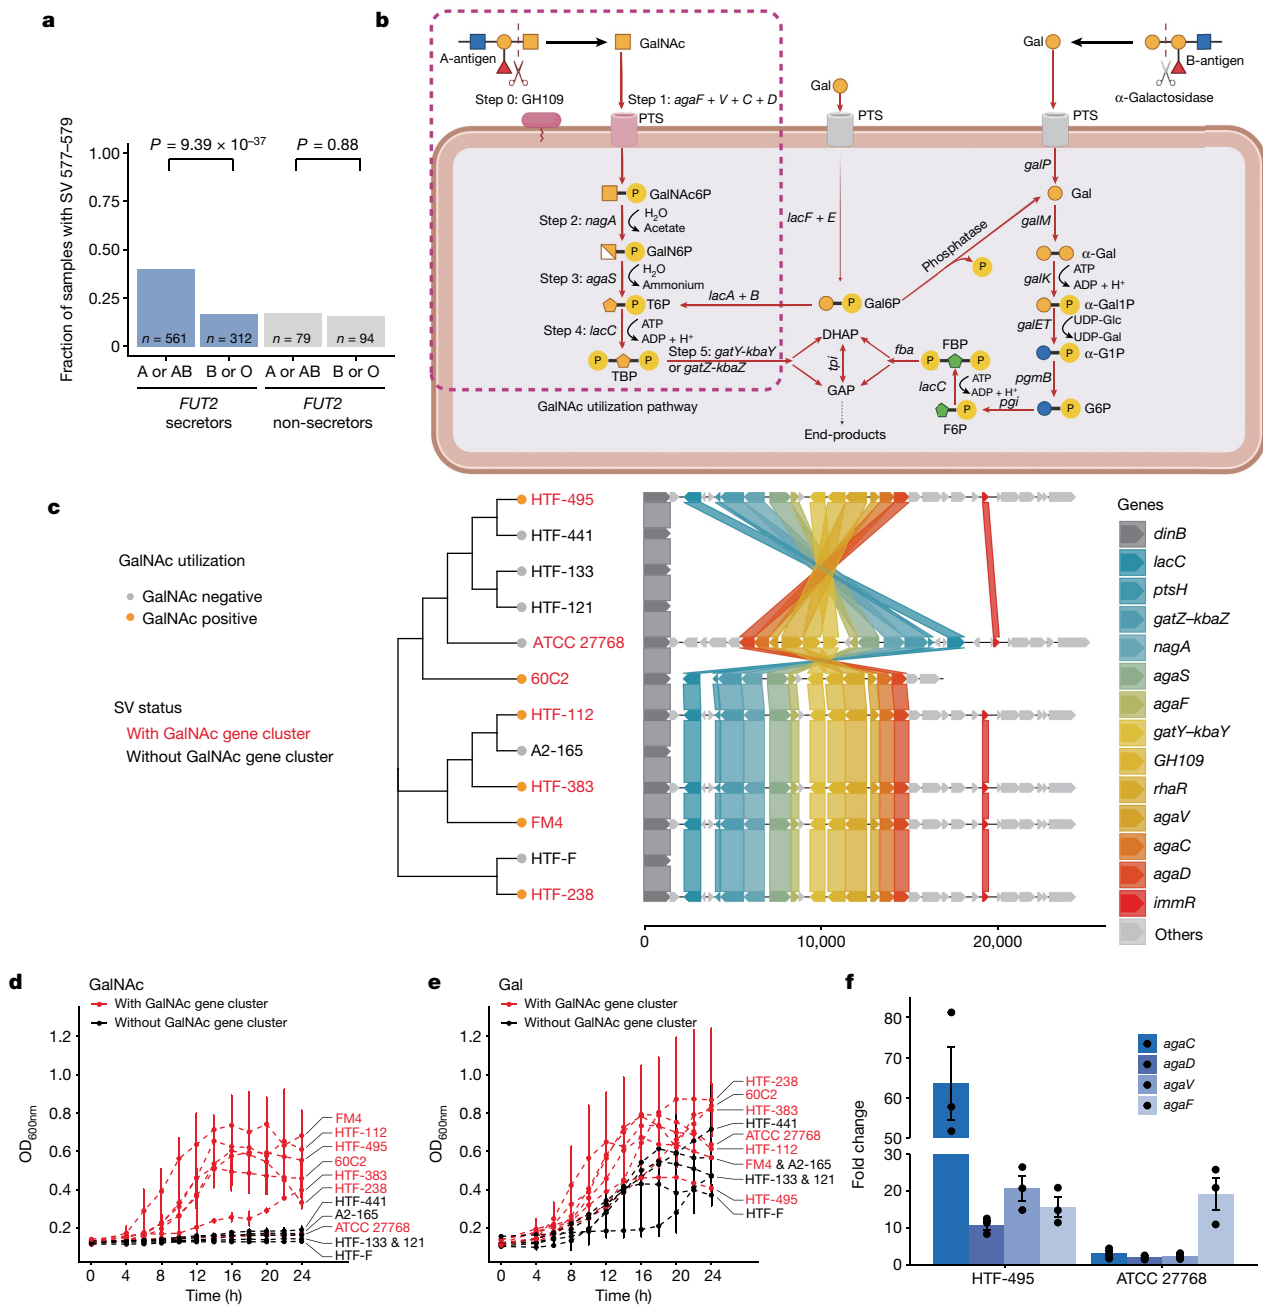 a
Fraction of samples with SV 577–579
1.00
0.75
0.50
0.25
0
P = 9.39 × 10–37
P = 0.88
n = 561
n = 312
n = 79
n = 94
A or AB
B or O
A or AB
B or O
FUT2
secretors
FUT2
non-secretors
b
A-antigen
GalNAc
Step 0: GH109
Step 1: agaF + V + C + D
PTS
GalNAc6P
P
Step 2: nagA
H2O
Acetate
GalN6P
P
Step 3: agaS
H2O
Ammonium
T6P
P
Step 4: lacC
ATP
ADP + H+
P
P
TBP
Step 5: gatY-kbaY
or gatZ-kbaZ
GalNAc utilization pathway
Gal
PTS
lacF + E
P
Gal6P
lacA + B
Phosphatase
P
DHAP
tpi
GAP
End-products
fba
FBP
P
P
lacC
ATP
ADP + H+
P
F6P
pgi
Gal
B-antigen
α-Galactosidase
PTS
galP
Gal
galM
α-Gal
galK
ATP
ADP + H+
P
α-Gal1P
galET
UDP-Glc
UDP-Gal
P
α-G1P
pgmB
P
G6P
c
GalNAc utilization
GalNAc negative
GalNAc positive
SV status
With GalNAc gene cluster
Without GalNAc gene cluster
HTF-495
HTF-441
HTF-133
HTF-121
ATCC 27768
60C2
HTF-112
A2-165
HTF-383
FM4
HTF-F
HTF-238
0
10,000
20,000
Genes
dinB
lacC
ptsH
gatZ–kbaZ
nagA
agaS
agaF
gatY–kbaY
GH109
rhaR
agaV
agaC
agaD
immR
Others
d
GalNAc
With GalNAc gene cluster
Without GalNAc gene cluster
OD600nm
1.2
1.0
0.8
0.6
0.4
0.2
0
4
8
12
16
20
24
Time (h)
FM4
HTF-112
HTF-495
60C2
HTF-383
HTF-238
HTF-441
A2-165
ATCC 27768
HTF-133 & 121
HTF-F
e
Gal
With GalNAc gene cluster
Without GalNAc gene cluster
OD600nm
1.2
1.0
0.8
0.6
0.4
0.2
0
4
8
12
16
20
24
Time (h)
HTF-238
60C2
HTF-383
HTF-441
ATCC 27768
HTF-112
FM4 & A2-165
HTF-133 & 121
HTF-495
HTF-F
f
Fold change
80
70
60
50
30
20
10
0
agaC
agaD
agaV
agaF
HTF-495
ATCC 27768